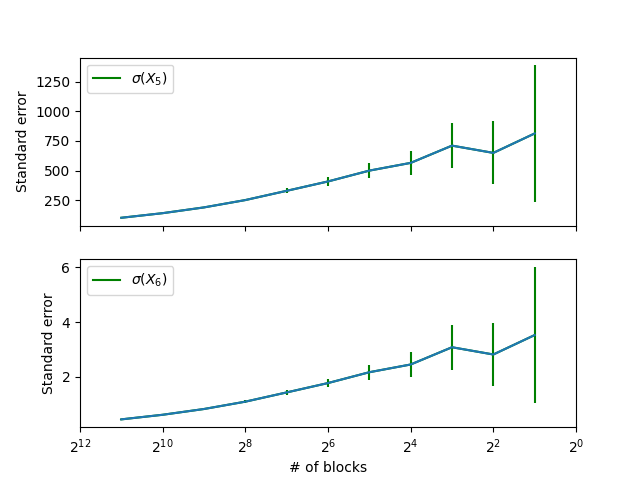 σ(X₅)
1250
1000
750
500
250
Standard error
σ(X₆)
6
4
2
Standard error
2¹² 2¹⁰ 2⁸ 2⁶ 2⁴ 2² 2⁰
# of blocks